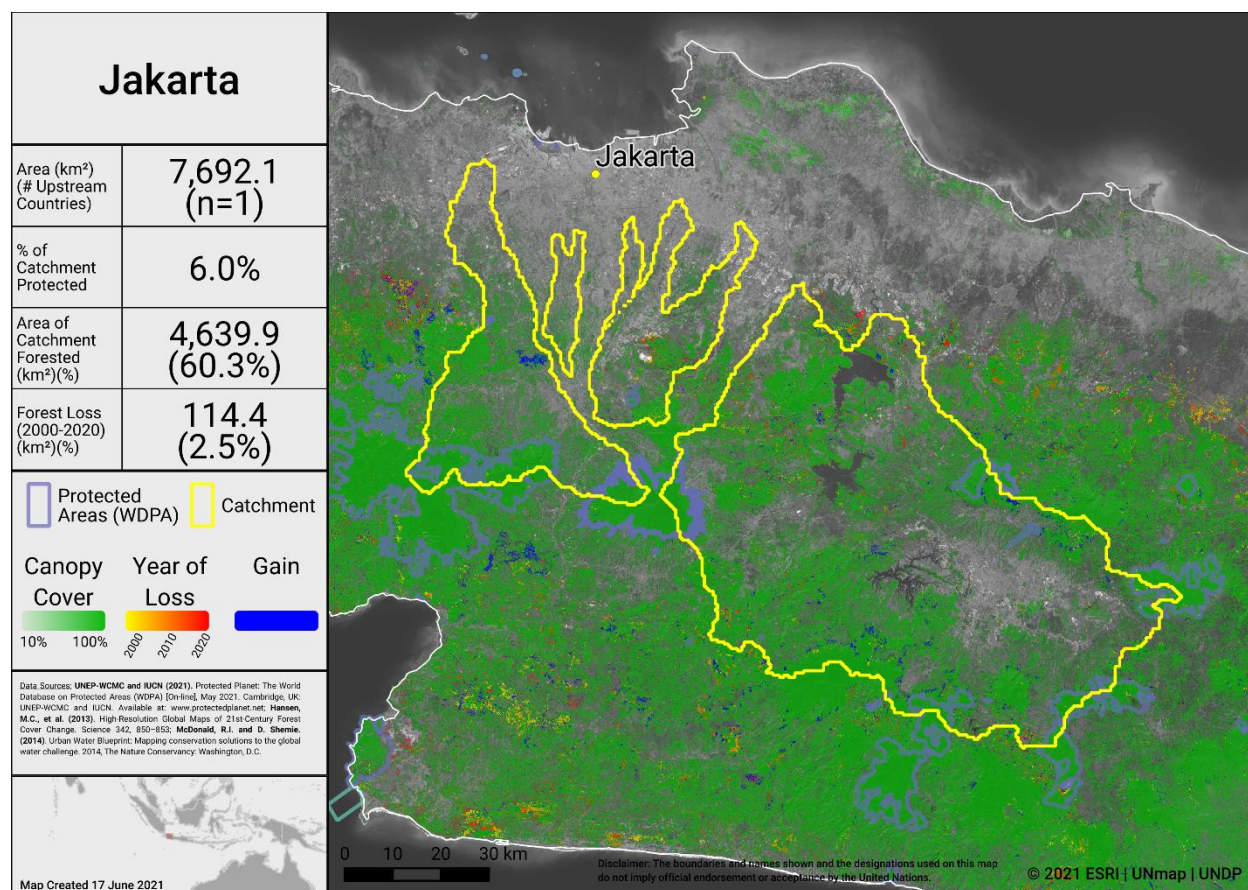 Jakarta
Area (km²)
(# Upstream
Countries)
7,692.1
(n=1)
% of
Catchment
Protected
6.0%
Area of
Catchment
Forested
(km²)(%)
4,639.9
(60.3%)
Forest Loss
(2000-2020)
(km²)(%)
114.4
(2.5%)
Protected
Areas (WDPA)
Catchment
Canopy
Cover
10% 100%
Year of
Loss
2000 2010 2020
Gain
Data Sources: UNEP-WCMC and IUCN (2021). Protected Planet: The World
Database on Protected Areas (WDPA) [On-line], May 2021. Cambridge, UK:
UNEP-WCMC and IUCN. Available at: www.protectedplanet.net; Hansen,
M.C., et al. (2013). High-Resolution Global Maps of 21st-Century Forest
Cover Change. Science 342, 850–853; McDonald, R.I. and D. Shemie.
(2014). Urban Water Blueprint: Mapping conservation solutions to the global
water challenge. 2014, The Nature Conservancy: Washington, D.C.
Map Created 17 June 2021
Jakarta
0 10 20 30 km
Disclaimer: The boundaries and names shown and the designations used on this map
do not imply official endorsement or acceptance by the United Nations.
© 2021 ESRI | UNmap | UNDP